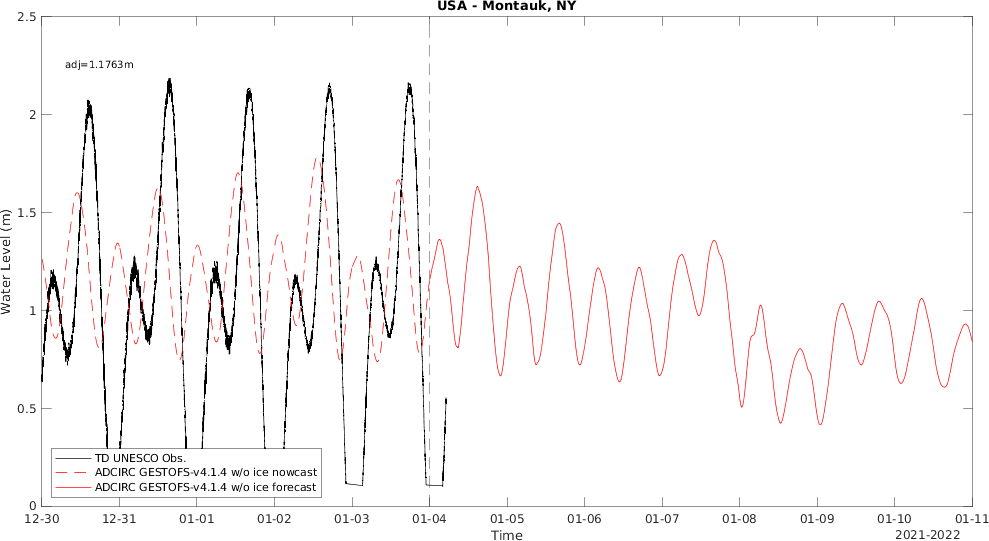 USA - Montauk, NY
2.5
adj=1.1763m
2
1.5
1
0.5
0
Water Level (m)
TD UNESCO Obs.
ADCIRC GESTOFS-v4.1.4 w/o ice nowcast
ADCIRC GESTOFS-v4.1.4 w/o ice forecast
12-30 12-31 01-01 01-02 01-03 01-04 01-05 01-06 01-07 01-08 01-09 01-10 01-11
Time
2021-2022